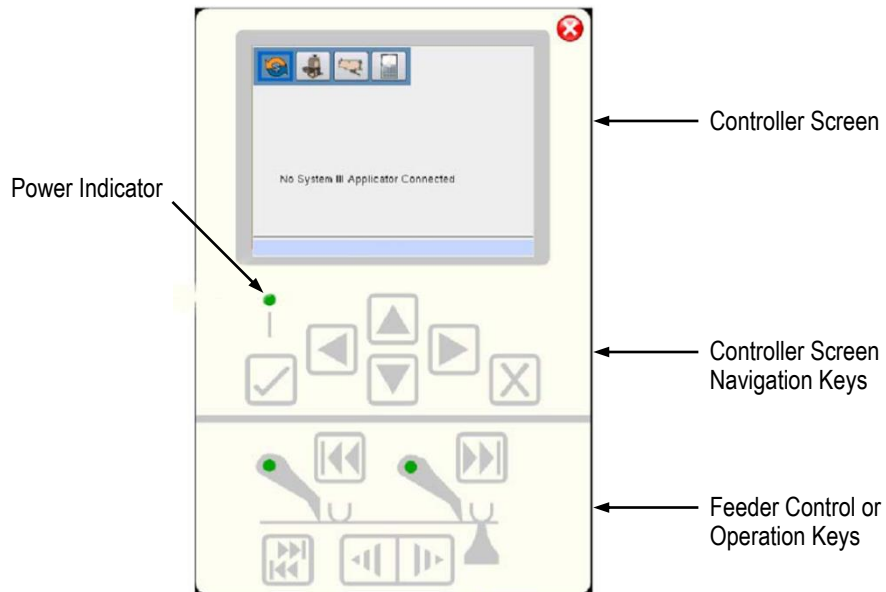 Controller Screen
No System III Applicator Connected
Power Indicator
Controller Screen
Navigation Keys
Feeder Control or
Operation Keys